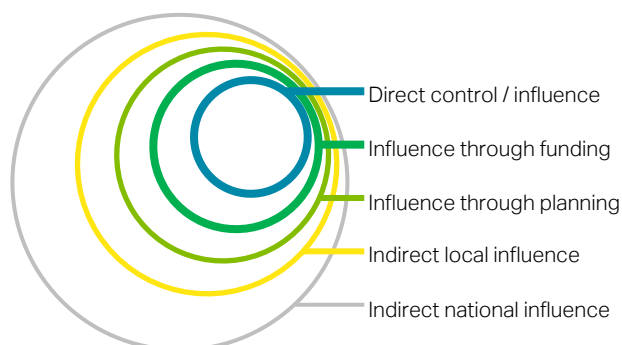 Direct control / influence
Influence through funding
Influence through planning
Indirect local influence
Indirect national influence